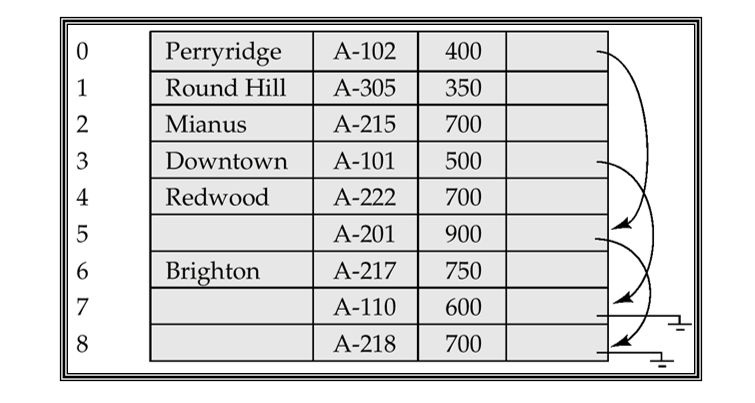 0 Perryridge A-102 400
1 Round Hill A-305 350
2 Mianus A-215 700
3 Downtown A-101 500
4 Redwood A-222 700
5 A-201 900
6 Brighton A-217 750
7 A-110 600
8 A-218 700